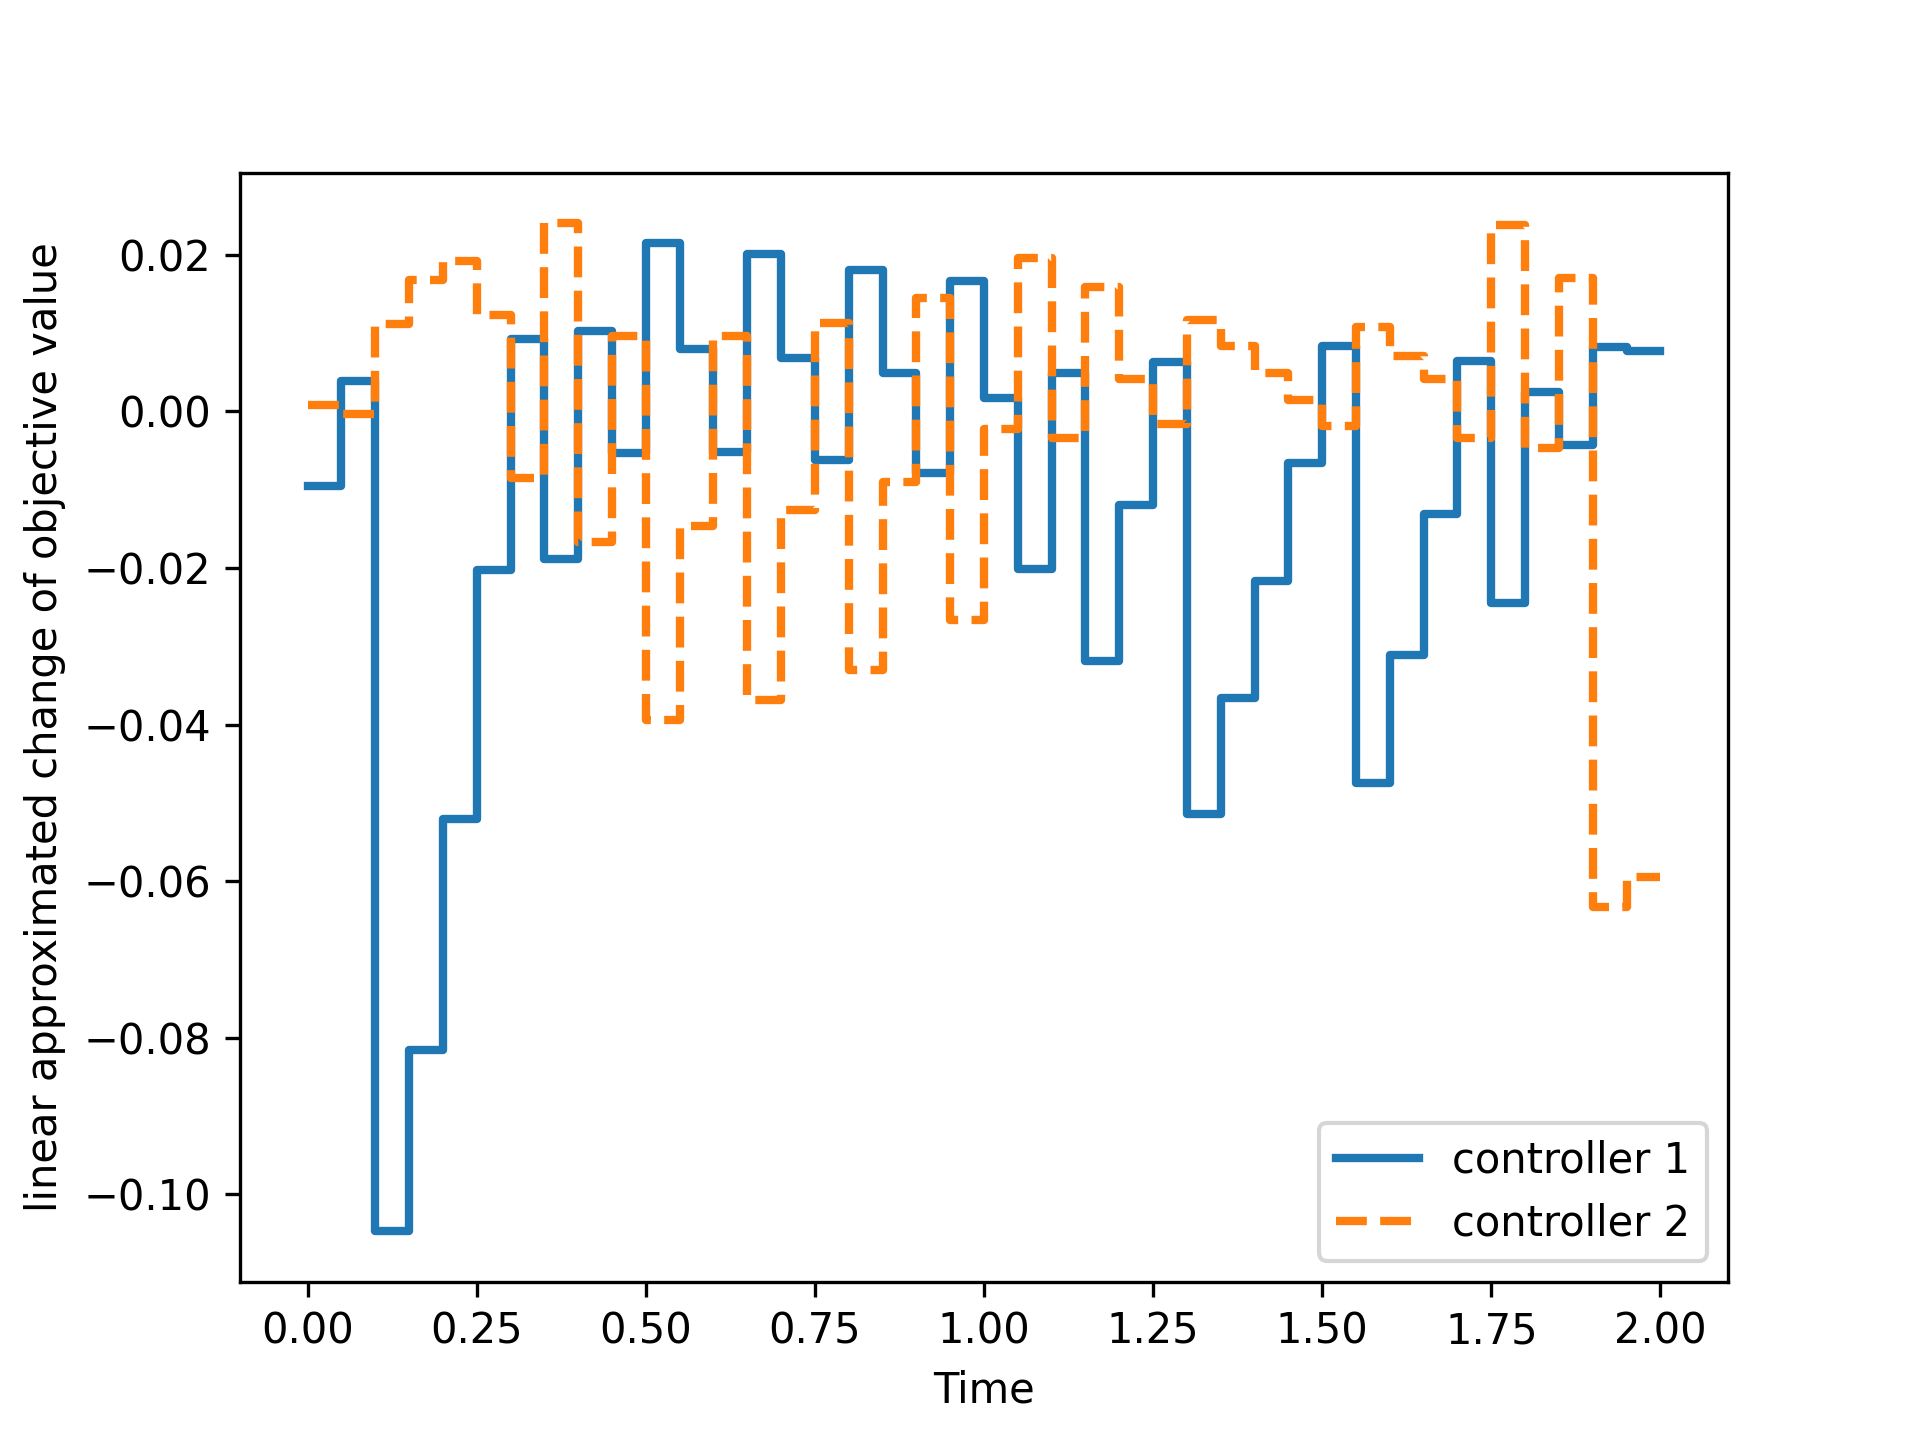 linear approximated change of objective value
0.02
0.00
−0.02
−0.04
−0.06
−0.08
−0.10
0.00 0.25 0.50 0.75 1.00 1.25 1.50 1.75 2.00
Time
controller 1
controller 2